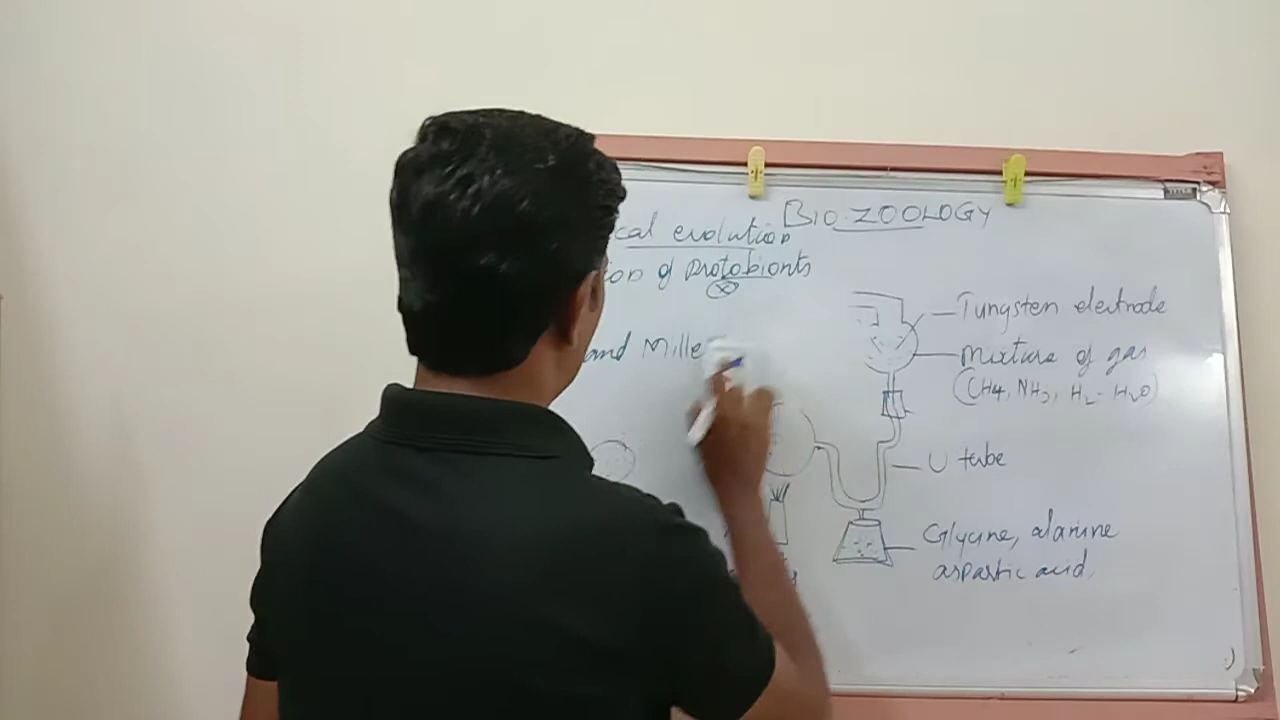 BIO-ZOOLOGY
cal evolution
ion of Protobionts
and Mille
Tungsten electrode
mixture of gas
(CH4, NH3, H2- H2O)
U tube
Glycine, alanine
aspartic acid,